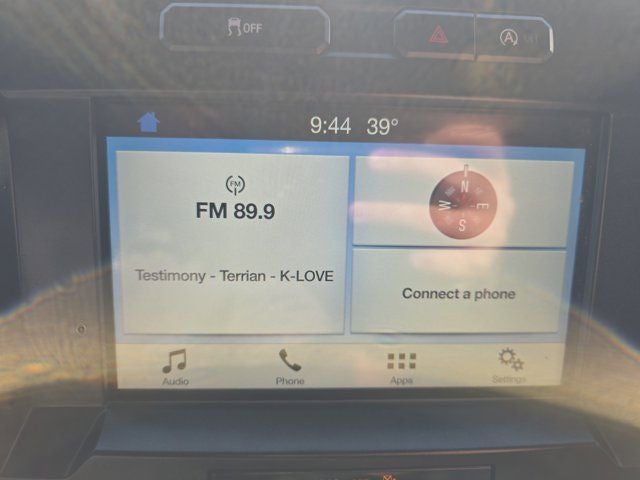 OFF
A
9:44 39°
FM
FM 89.9
Testimony - Terrian - K-LOVE
N
W E
S
Connect a phone
Audio Phone Apps Settings